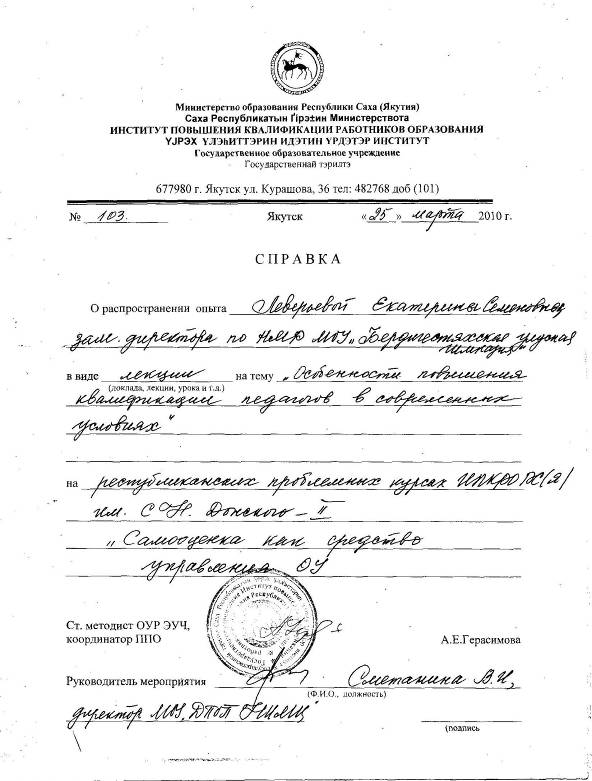 Министерство образования Республики Саха (Якутия)
Саха Республикатын Ґірэ±ин Министерствота
ИНСТИТУТ ПОВЫШЕНИЯ КВАЛИФИКАЦИИ РАБОТНИКОВ ОБРАЗОВАНИЯ
ҮЈРЭХ ҮЛЭҺИТТЭРИН ИДЭТИН ҮРДЭТЭР ИНСТИТУТ
Государственное образовательное учреждение
Государственнай тэрилтэ
677980 г. Якутск ул. Курашова, 36 тел: 482768 доб (101)
№ 103. Якутск «25» марта 2010 г.
СПРАВКА
О распространении опыта Леверьевой Екатерины Семеновны
зам. директора по НМР МОУ „Бердигестяхская улусная
гимназия"
в виде лекции на тему „Особенности повышения
(доклада, лекции, урока и т.д.)
квалификации педагогов в современных
условиях"
на республиканских проблемных курсах ИПКРО РС(Я)
им. С.Н. Донского – II
„Самооценка как средство
управления ОУ
Ст. методист ОУР ЭУЧ,
координатор ППО А.Е.Герасимова
Руководитель мероприятия Сметанина В.И,
(Ф.И.О., должность)
директор МОУ, ДПОП
(подпись